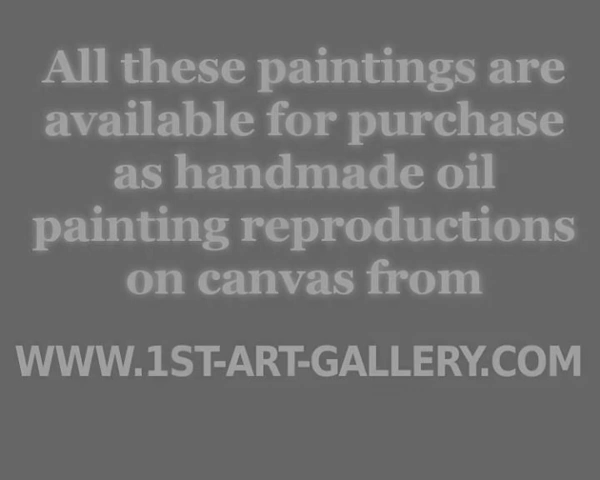 All these paintings are
available for purchase
as handmade oil
painting reproductions
on canvas from
WWW.1ST-ART-GALLERY.COM